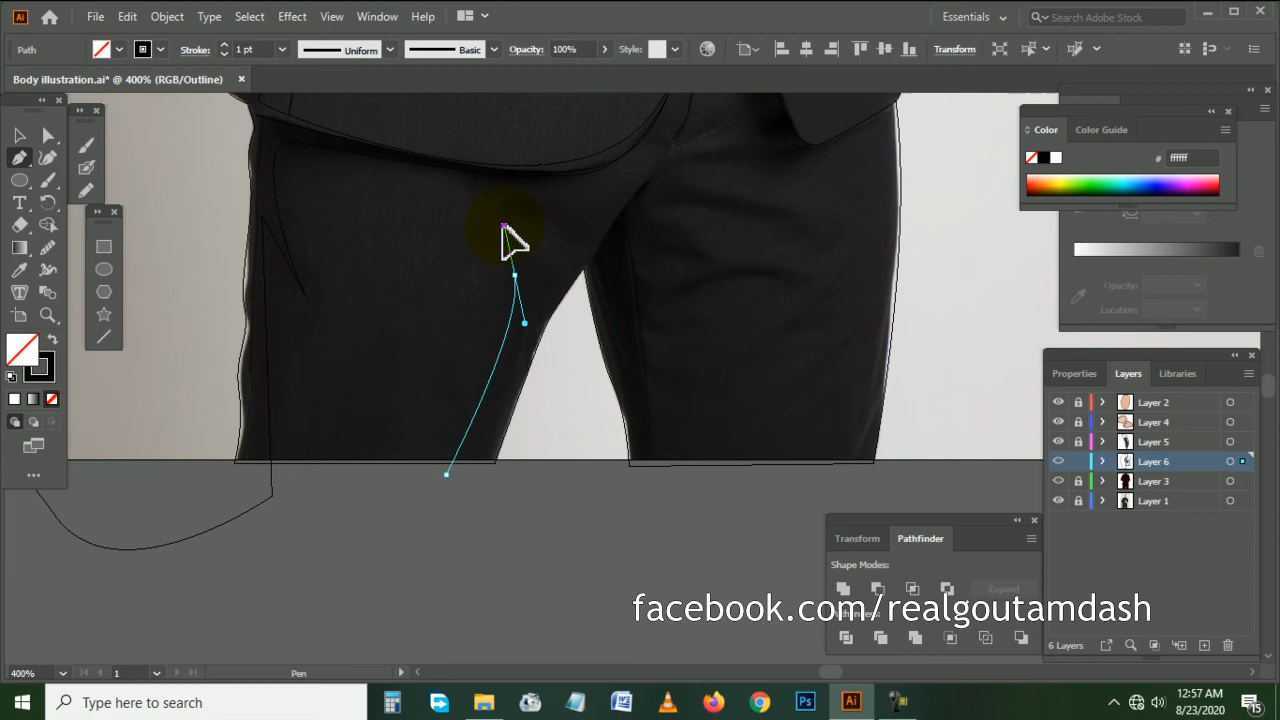 Ai File Edit Object Type Select Effect View Window Help Essentials Search Adobe Stock
Path Stroke: 1 pt Uniform Basic Opacity: 100% Style: Transform
Body illustration.ai* @ 400% (RGB/Outline)
Color Color Guide
# ffffff
Opacity:
Location:
Properties Layers Libraries
Layer 2
Layer 4
Layer 5
Layer 6
Layer 3
Layer 1
Transform Pathfinder
Shape Modes:
Expand
facebook.com/realgoutamdash
6 Layers
400% 1 Pen
Type here to search
Ps Ai
12:57 AM
8/23/2020
15